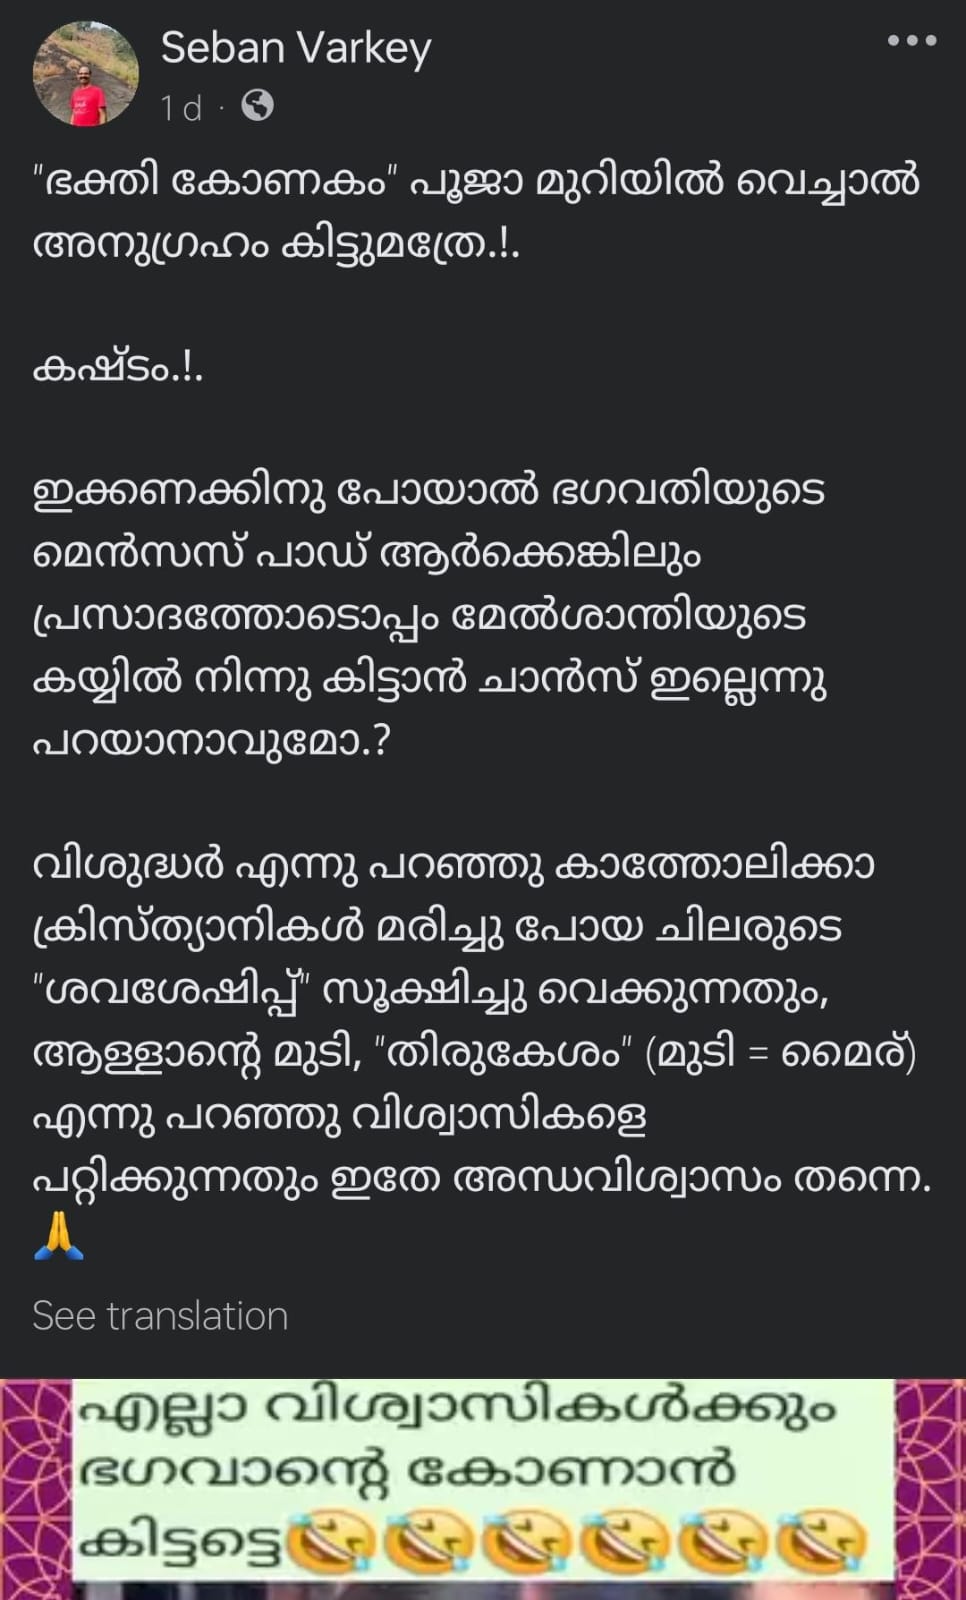 Seban Varkey
1 d ·
"ഭക്തി കോണകം" പൂജാ മുറിയിൽ വെച്ചാൽ
അനുഗ്രഹം കിട്ടുമത്രേ.!.
കഷ്ടം.!.
ഇക്കണക്കിനു പോയാൽ ഭഗവതിയുടെ
മെൻസസ് പാഡ് ആർക്കെങ്കിലും
പ്രസാദത്തോടൊപ്പം മേൽശാന്തിയുടെ
കയ്യിൽ നിന്നു കിട്ടാൻ ചാൻസ് ഇല്ലെന്നു
പറയാനാവുമോ.?
വിശുദ്ധർ എന്നു പറഞ്ഞു കാത്തോലിക്കാ
ക്രിസ്ത്യാനികൾ മരിച്ചു പോയ ചിലരുടെ
"ശവശേഷിപ്പ്" സൂക്ഷിച്ചു വെക്കുന്നതും,
ആള്ളാന്റെ മുടി, "തിരുകേശം" (മുടി = മൈര്)
എന്നു പറഞ്ഞു വിശ്വാസികളെ
പറ്റിക്കുന്നതും ഇതേ അന്ധവിശ്വാസം തന്നെ.
🙏
See translation
എല്ലാ വിശ്വാസികൾക്കും
ഭഗവാന്റെ കോണാൻ
കിട്ടട്ടെ🤣🤣🤣🤣🤣🤣